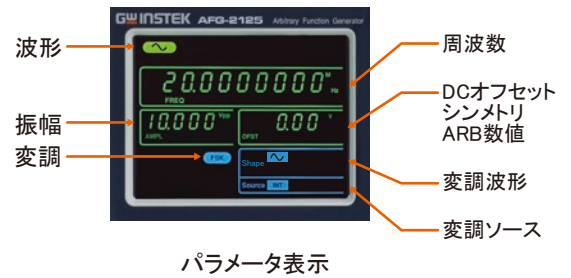 GWINSTEK AFG-2125 Arbitrary Function Generator
波形
周波数
20.0000000 M Hz
FREQ
DCオフセット
シンメトリ
ARB数値
振幅
10.000 Vpp
AMPL
0.00 V
OFST
変調
FSK
Shape
変調波形
Source INT
変調ソース
パラメータ表示